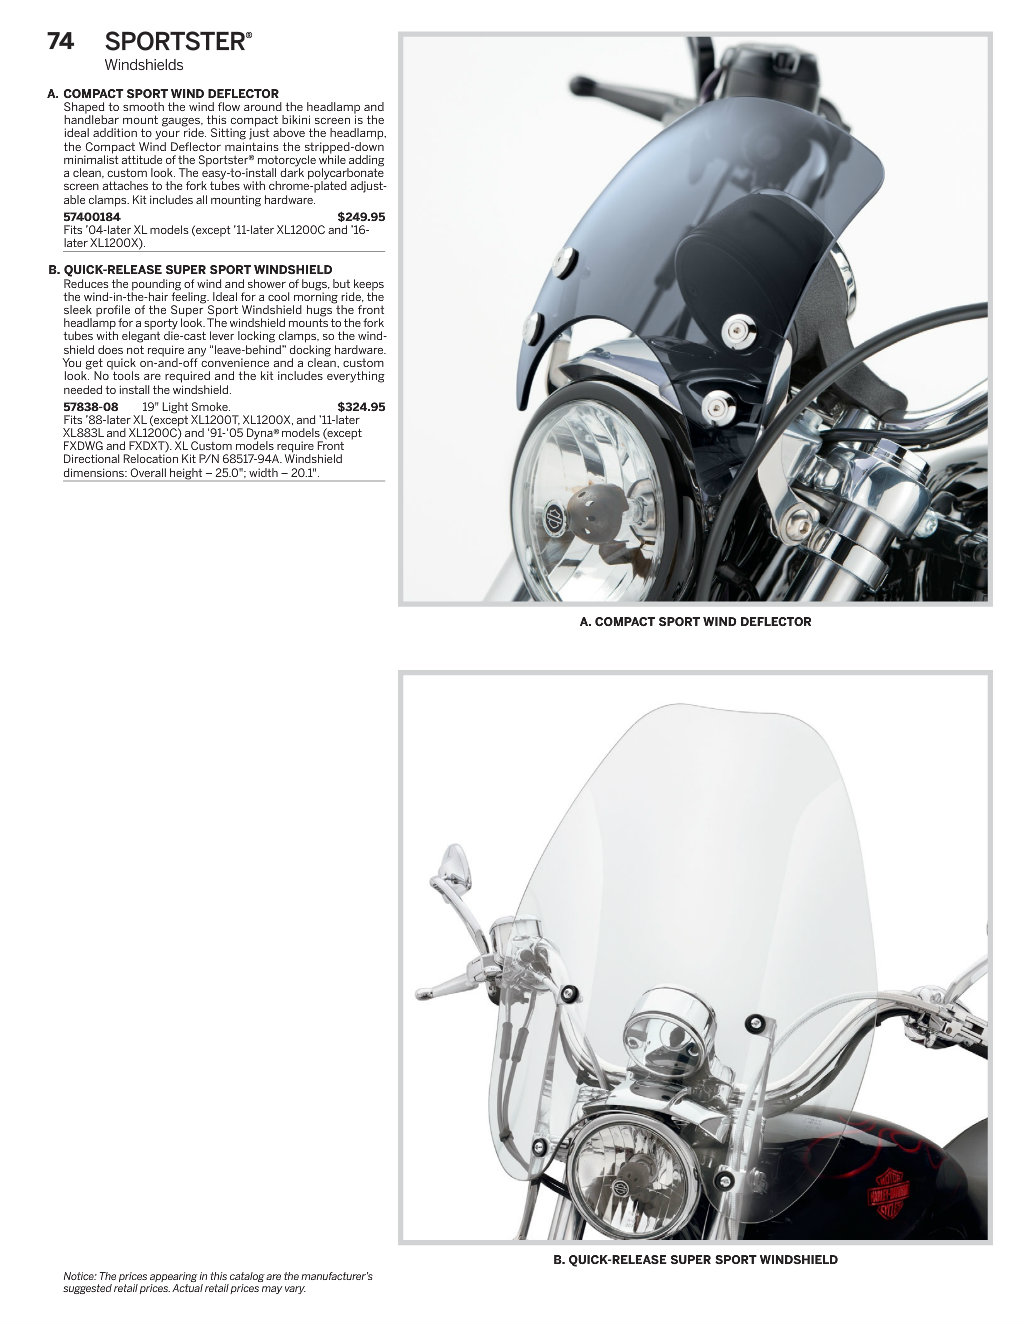 74 SPORTSTER®
Windshields
A. COMPACT SPORT WIND DEFLECTOR
Shaped to smooth the wind flow around the headlamp and
handlebar mount gauges, this compact bikini screen is the
ideal addition to your ride. Sitting just above the headlamp,
the Compact Wind Deflector maintains the stripped-down
minimalist attitude of the Sportster® motorcycle while adding
a clean, custom look. The easy-to-install dark polycarbonate
screen attaches to the fork tubes with chrome-plated adjust-
able clamps. Kit includes all mounting hardware.
57400184 $249.95
Fits '04-later XL models (except '11-later XL1200C and '16-
later XL1200X).
B. QUICK-RELEASE SUPER SPORT WINDSHIELD
Reduces the pounding of wind and shower of bugs, but keeps
the wind-in-the-hair feeling. Ideal for a cool morning ride, the
sleek profile of the Super Sport Windshield hugs the front
headlamp for a sporty look. The windshield mounts to the fork
tubes with elegant die-cast lever locking clamps, so the wind-
shield does not require any "leave-behind" docking hardware.
You get quick on-and-off convenience and a clean, custom
look. No tools are required and the kit includes everything
needed to install the windshield.
57838-08 19" Light Smoke. $324.95
Fits '88-later XL (except XL1200T, XL1200X, and '11-later
XL883L and XL1200C) and '91-'05 Dyna® models (except
FXDWG and FXDXT). XL Custom models require Front
Directional Relocation Kit P/N 68517-94A. Windshield
dimensions: Overall height – 25.0"; width – 20.1".
A. COMPACT SPORT WIND DEFLECTOR
MOTOR
HARLEY-DAVIDSON
B. QUICK-RELEASE SUPER SPORT WINDSHIELD
Notice: The prices appearing in this catalog are the manufacturer's
suggested retail prices. Actual retail prices may vary.